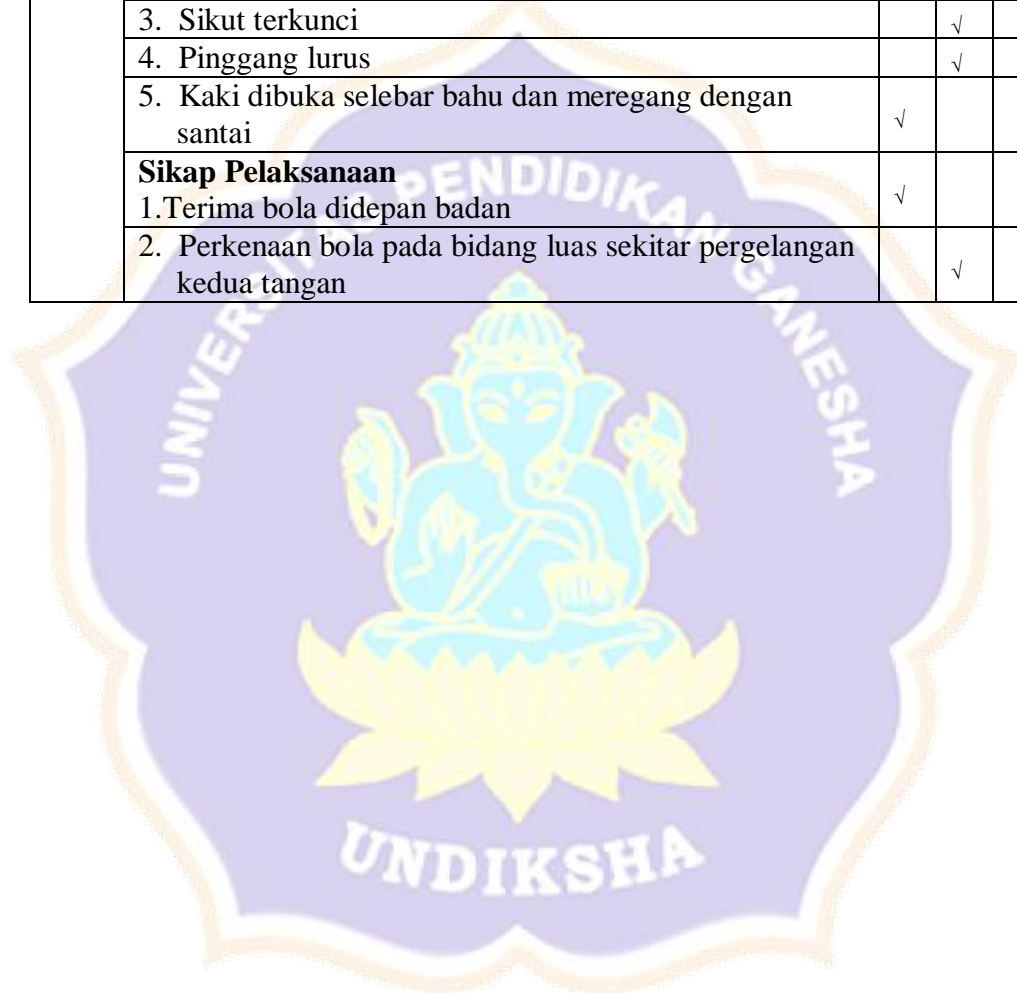 3. Sikut terkunci √
4. Pinggang lurus √
5. Kaki dibuka selebar bahu dan meregang dengan
santai √
Sikap Pelaksanaan
1.Terima bola didepan badan √
2. Perkenaan bola pada bidang luas sekitar pergelangan
kedua tangan √
UNIVERSITAS PENDIDIKAN GANESHA
UNDIKSHA